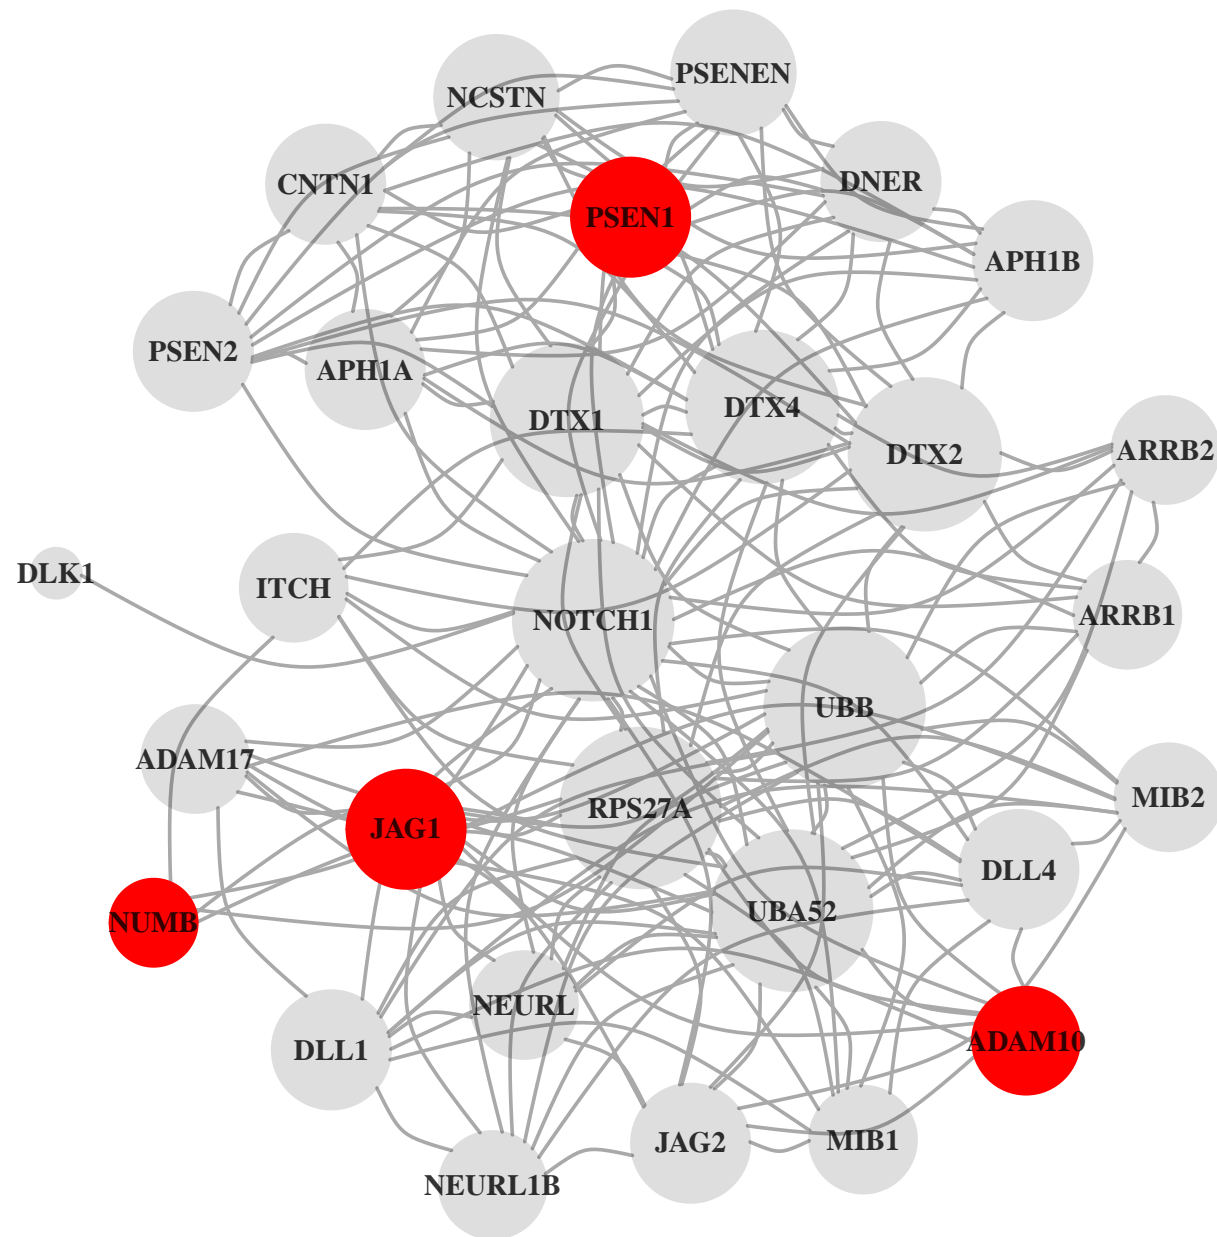 PSENEN
NCSTN
CNTN1
DNER
PSEN1
APH1B
PSEN2
APH1A
DTX4
DTX1
DTX2
ARRB2
DLK1
ITCH
NOTCH1
ARRB1
UBB
ADAM17
MIB2
RPS27A
JAG1
DLL4
UBA52
NUMB
NEURL
ADAM10
DLL1
JAG2
MIB1
NEURL1B